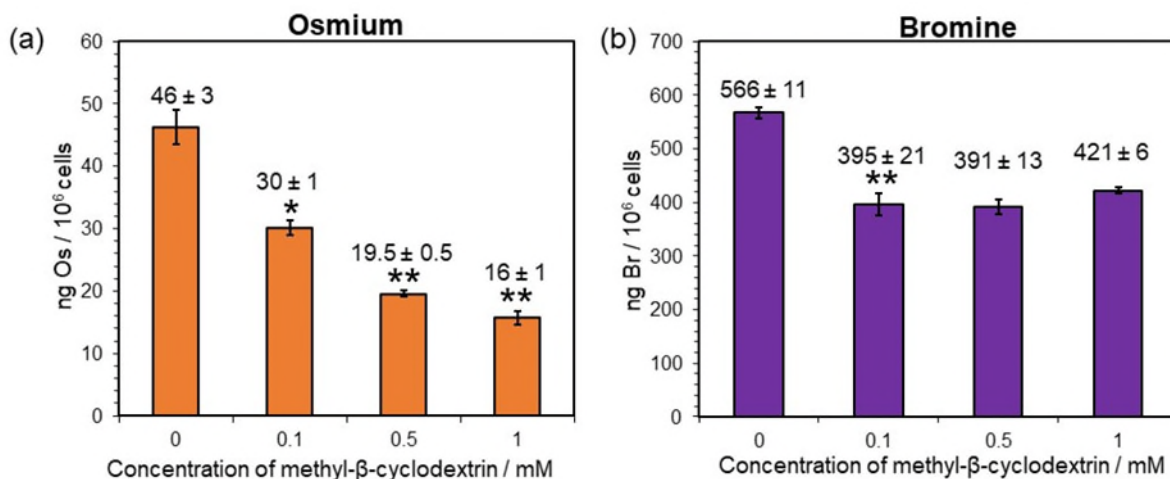 (a)
Osmium
ng Os / 10⁶ cells
60
50
40
30
20
10
0
46 ± 3
30 ± 1
*
19.5 ± 0.5
**
16 ± 1
**
0 0.1 0.5 1
Concentration of methyl-β-cyclodextrin / mM
(b)
Bromine
ng Br / 10⁶ cells
700
600
500
400
300
200
100
0
566 ± 11
395 ± 21
**
391 ± 13
421 ± 6
0 0.1 0.5 1
Concentration of methyl-β-cyclodextrin / mM